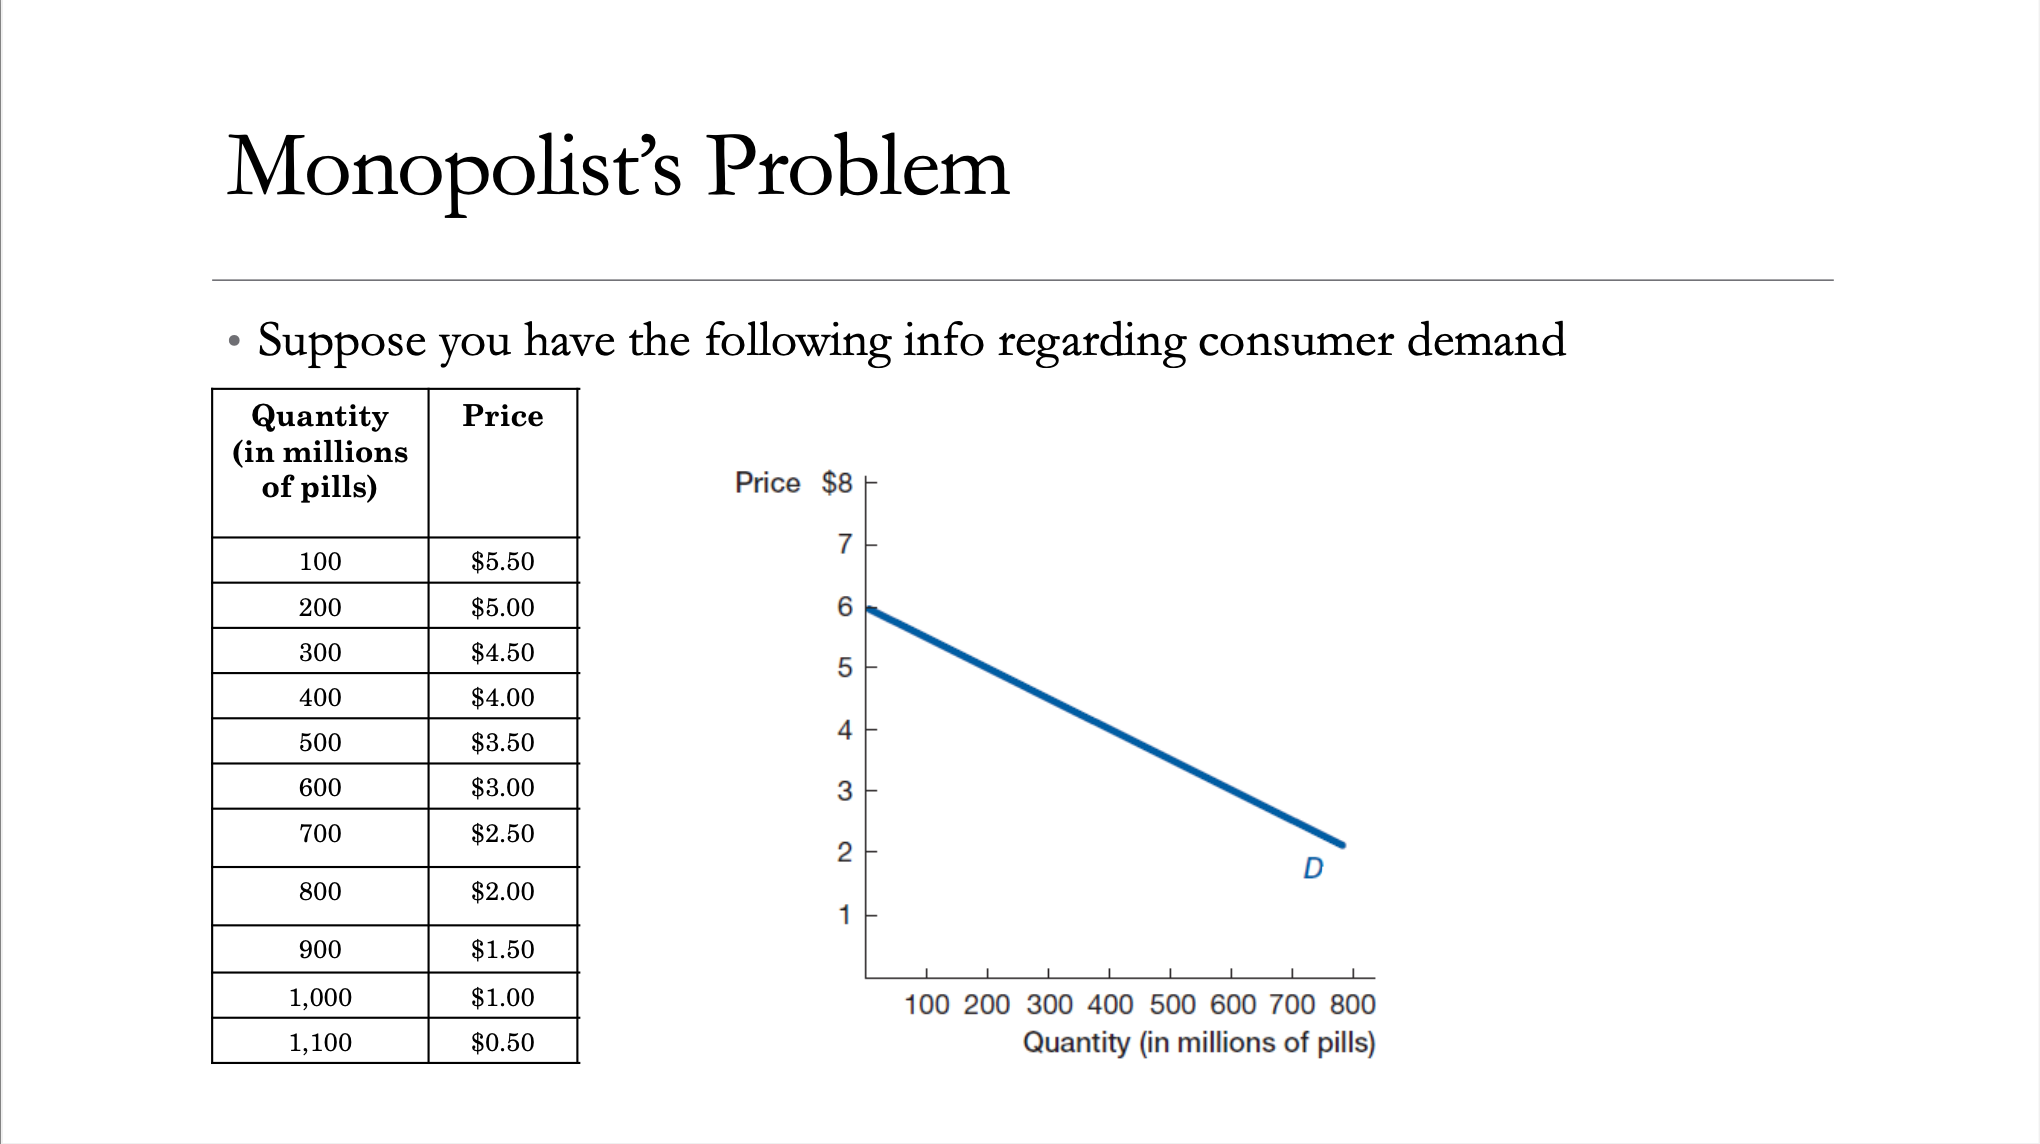 Monopolist’s Problem
• Suppose you have the following info regarding consumer demand
Quantity Price
(in millions
of pills)
100 $5.50
200 $5.00
300 $4.50
400 $4.00
500 $3.50
600 $3.00
700 $2.50
800 $2.00
900 $1.50
1,000 $1.00
1,100 $0.50
Price $8
7
6
5
4
3
2
D
1
100 200 300 400 500 600 700 800
Quantity (in millions of pills)